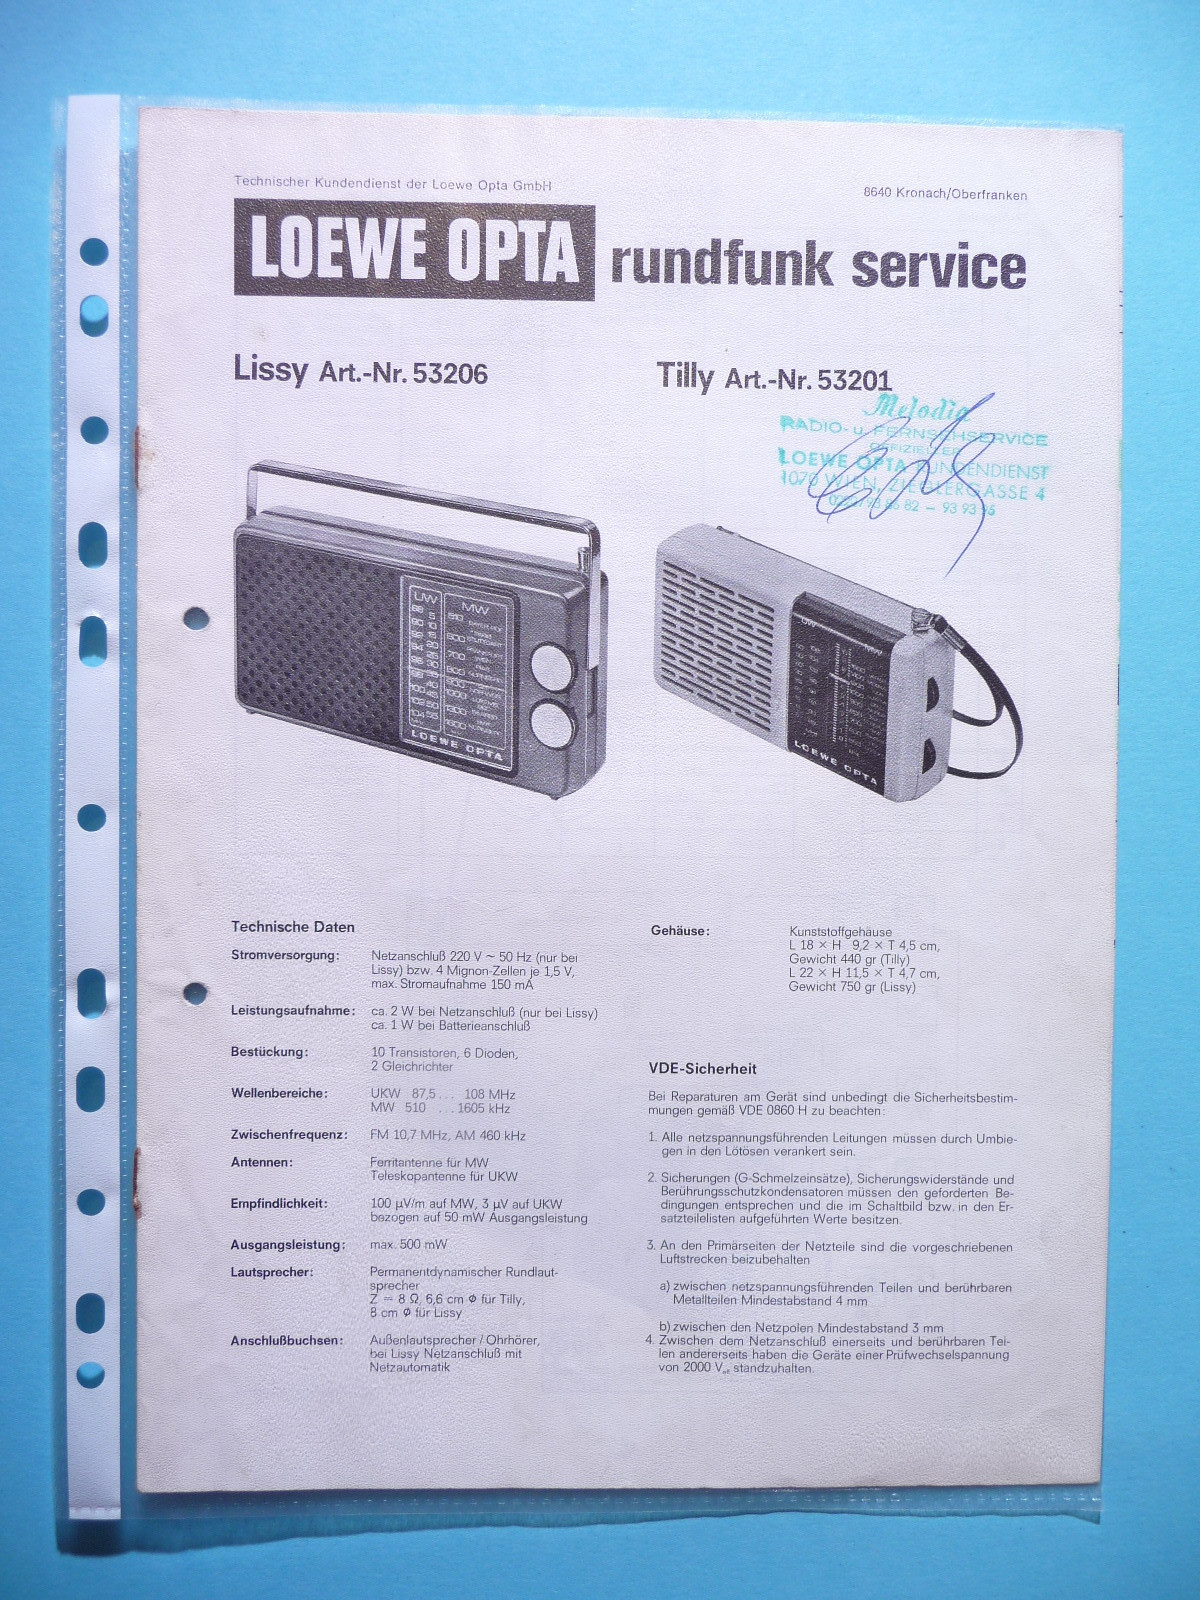 Technischer Kundendienst der Loewe Opta GmbH
8640 Kronach/Oberfranken
LOEWE OPTA rundfunk service
Lissy Art.-Nr. 53206
Tilly Art.-Nr. 53201
Melodia
RADIO- u. FERNSEHSERVICE
OFFIZIELLER
LOEWE OPTA KUNDENDIENST
1070 WIEN, ZIEGLERGASSE 4
82 – 93 93
UW MW
LOEWE OPTA
UW MW
LOEWE OPTA
Technische Daten
Stromversorgung: Netzanschluß 220 V ~ 50 Hz (nur bei
Lissy) bzw. 4 Mignon-Zellen je 1,5 V,
max. Stromaufnahme 150 mA
Leistungsaufnahme: ca. 2 W bei Netzanschluß (nur bei Lissy)
ca. 1 W bei Batterieanschluß
Bestückung: 10 Transistoren, 6 Dioden,
2 Gleichrichter
Wellenbereiche: UKW 87,5 ... 108 MHz
MW 510 ... 1605 kHz
Zwischenfrequenz: FM 10,7 MHz, AM 460 kHz
Antennen: Ferritantenne für MW
Teleskopantenne für UKW
Empfindlichkeit: 100 µV/m auf MW, 3 µV auf UKW
bezogen auf 50 mW Ausgangsleistung
Ausgangsleistung: max. 500 mW
Lautsprecher: Permanentdynamischer Rundlaut-
sprecher
Z = 8 Ω, 6,6 cm ϕ für Tilly,
8 cm ϕ für Lissy
Anschlußbuchsen: Außenlautsprecher / Ohrhörer,
bei Lissy Netzanschluß mit
Netzautomatik
Gehäuse: Kunststoffgehäuse
L 18 × H 9,2 × T 4,5 cm,
Gewicht 440 gr (Tilly)
L 22 × H 11,5 × T 4,7 cm,
Gewicht 750 gr (Lissy)
VDE-Sicherheit
Bei Reparaturen am Gerät sind unbedingt die Sicherheitsbestim-
mungen gemäß VDE 0860 H zu beachten:
1. Alle netzspannungsführenden Leitungen müssen durch Umbie-
gen in den Lötösen verankert sein.
2. Sicherungen (G-Schmelzeinsätze), Sicherungswiderstände und
Berührungsschutzkondensatoren müssen den geforderten Be-
dingungen entsprechen und die im Schaltbild bzw. in den Er-
satzteilelisten aufgeführten Werte besitzen.
3. An den Primärseiten der Netzteile sind die vorgeschriebenen
Luftstrecken beizubehalten
a) zwischen netzspannungsführenden Teilen und berührbaren
Metallteilen Mindestabstand 4 mm
b) zwischen den Netzpolen Mindestabstand 3 mm
4. Zwischen dem Netzanschluß einerseits und berührbaren Tei-
len andererseits haben die Geräte einer Prüfwechselspannung
von 2000 V standzuhalten.